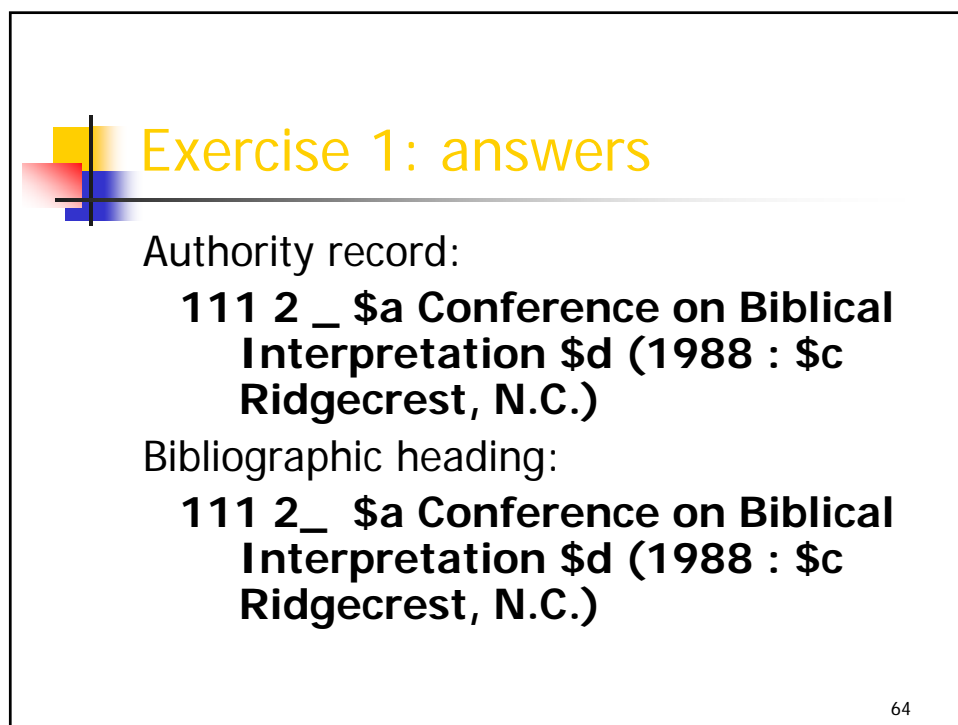 Exercise 1: answers
Authority record:
111 2 _ $a Conference on Biblical
Interpretation $d (1988 : $c
Ridgecrest, N.C.)
Bibliographic heading:
111 2_ $a Conference on Biblical
Interpretation $d (1988 : $c
Ridgecrest, N.C.)
64